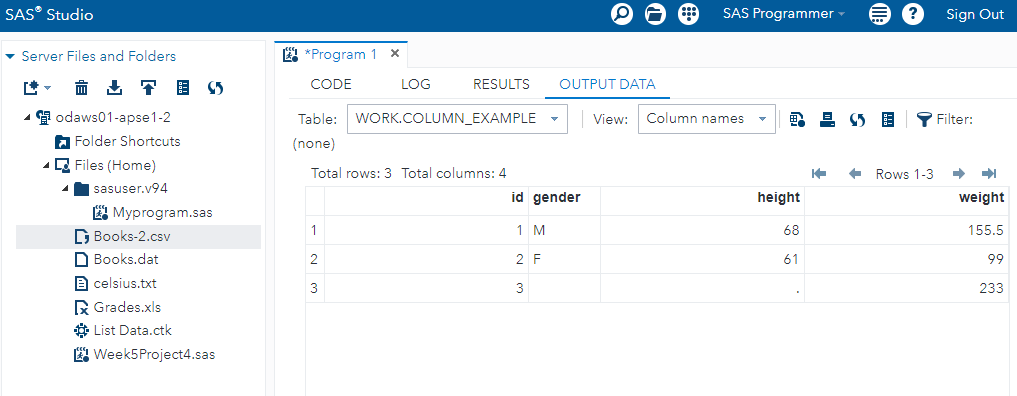 SAS® Studio SAS Programmer Sign Out
Server Files and Folders
*Program 1
CODE LOG RESULTS OUTPUT DATA
odaws01-apse1-2
Folder Shortcuts
Files (Home)
sasuser.v94
Myprogram.sas
Books-2.csv
Books.dat
celsius.txt
Grades.xls
List Data.ctk
Week5Project4.sas
Table: WORK.COLUMN_EXAMPLE View: Column names Filter:
(none)
Total rows: 3 Total columns: 4 Rows 1-3
id gender height weight
1 1 M 68 155.5
2 2 F 61 99
3 3 . 233